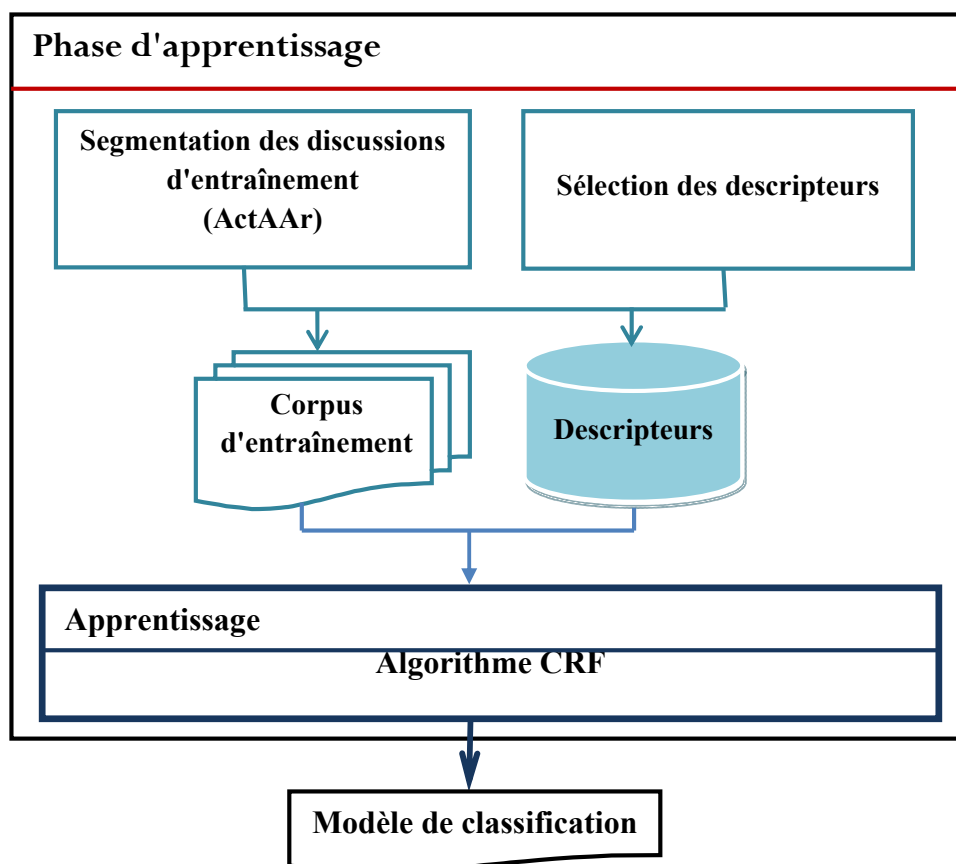 Phase d'apprentissage
Segmentation des discussions
d'entraînement
(ActAAr)
Sélection des descripteurs
Corpus
d'entraînement
Descripteurs
Apprentissage
Algorithme CRF
Modèle de classification